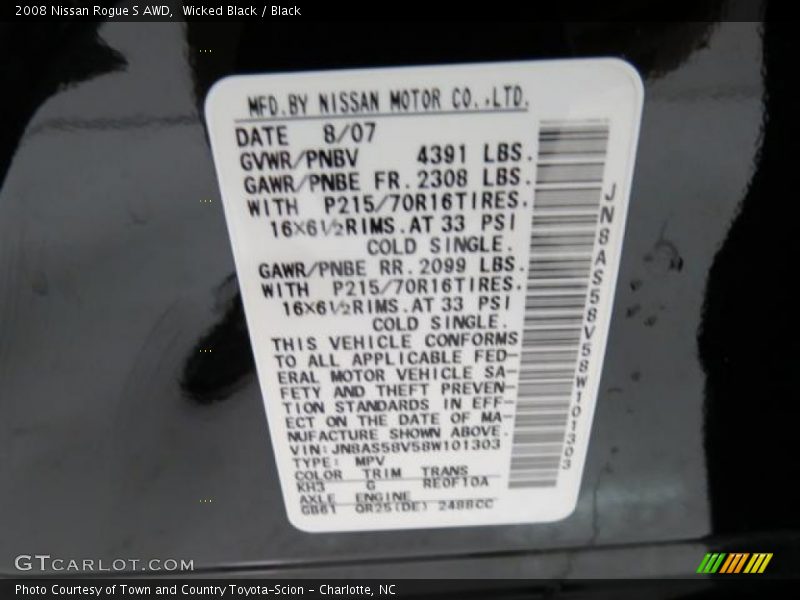 2008 Nissan Rogue S AWD,  Wicked Black / Black
MFD.BY NISSAN MOTOR CO.,LTD.
DATE 8/07
GVWR/PNBV 4391 LBS.
GAWR/PNBE FR.2308 LBS.
WITH P215/70R16TIRES.
16X6½RIMS.AT 33 PSI
COLD SINGLE.
GAWR/PNBE RR.2099 LBS.
WITH P215/70R16TIRES.
16X6½RIMS.AT 33 PSI
COLD SINGLE.
THIS VEHICLE CONFORMS
TO ALL APPLICABLE FED-
ERAL MOTOR VEHICLE SA-
FETY AND THEFT PREVEN-
TION STANDARDS IN EFF-
ECT ON THE DATE OF MA-
NUFACTURE SHOWN ABOVE.
VIN:JN8AS58V58W101303
TYPE: MPV
COLOR TRIM TRANS
KH3 G RE0F10A
AXLE ENGINE
GB61 QR25(DE) 2488CC
JN8AS58V58W101303
GTCARLOT.COM
Photo Courtesy of Town and Country Toyota-Scion - Charlotte, NC